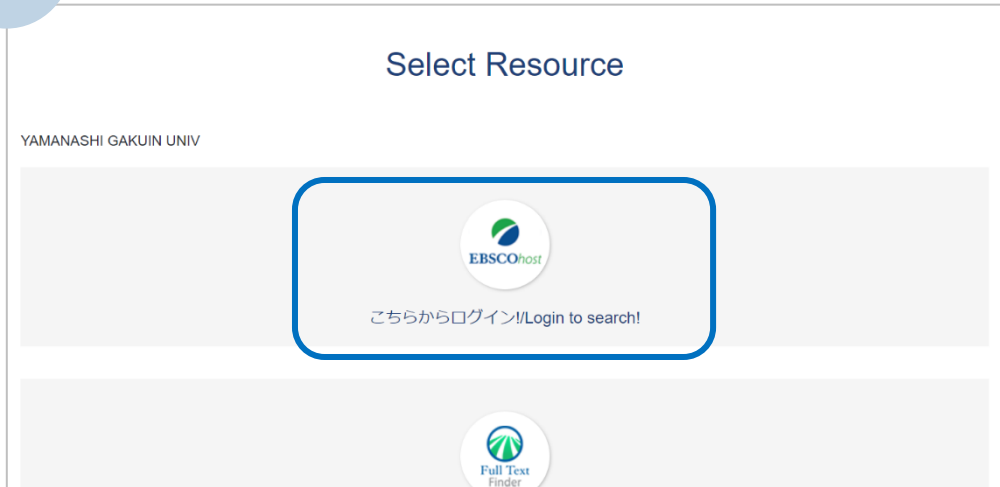 Select Resource
YAMANASHI GAKUIN UNIV
EBSCOhost
こちらからログイン!/Login to search!
Full Text
Finder